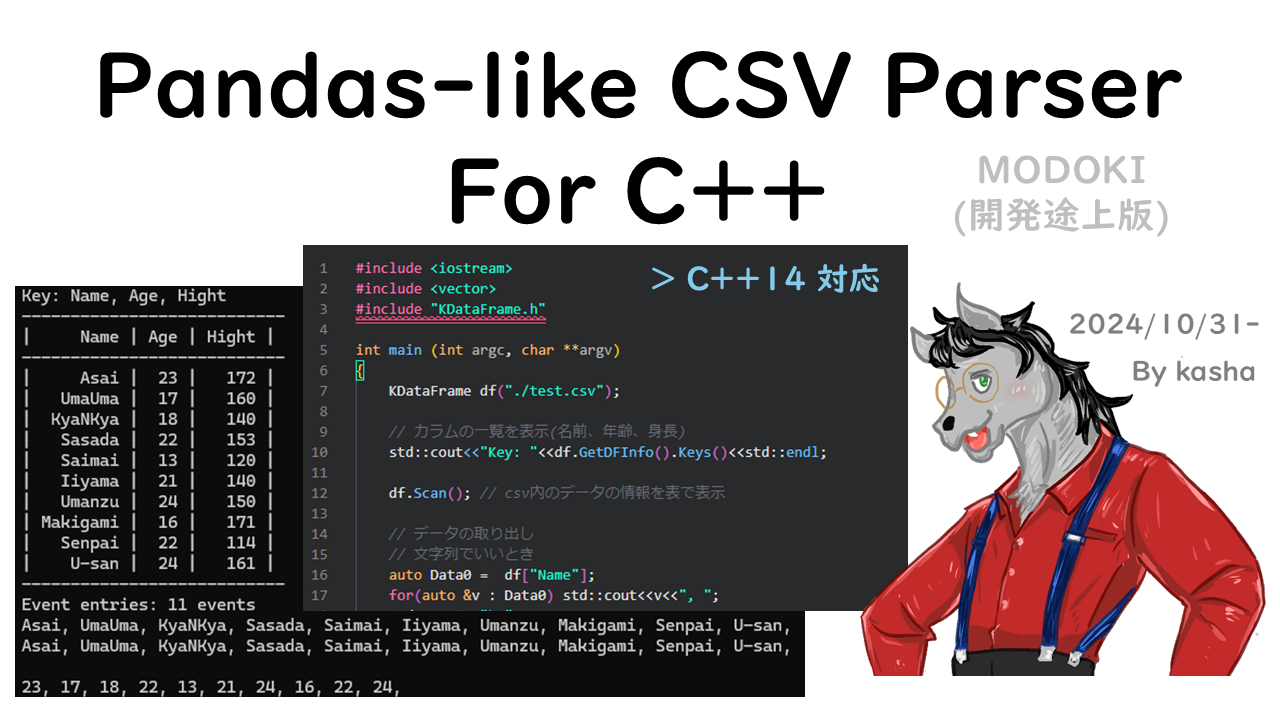 Pandas-like CSV Parser
For C++
MODOKI
(開発途上版)
> C++14 対応
2024/10/31-
By kasha
1 #include <iostream>
2 #include <vector>
3 #include "KDataFrame.h"
4
5 int main (int argc, char **argv)
6 {
7 KDataFrame df("./test.csv");
8
9 // カラムの一覧を表示(名前、年齢、身長)
10 std::cout<<"Key: "<<df.GetDFInfo().Keys()<<std::endl;
11
12 df.Scan(); // csv内のデータの情報を表で表示
13
14 // データの取り出し
15 // 文字列でいいとき
16 auto Data0 = df["Name"];
17 for(auto &v : Data0) std::cout<<v<<", ";
Key: Name, Age, Hight
---------------------------
| Name | Age | Hight |
---------------------------
| Asai | 23 | 172 |
| UmaUma | 17 | 160 |
| KyaNKya | 18 | 140 |
| Sasada | 22 | 153 |
| Saimai | 13 | 120 |
| Iiyama | 21 | 140 |
| Umanzu | 24 | 150 |
| Makigami | 16 | 171 |
| Senpai | 22 | 114 |
| U-san | 24 | 161 |
---------------------------
Event entries: 11 events
Asai, UmaUma, KyaNKya, Sasada, Saimai, Iiyama, Umanzu, Makigami, Senpai, U-san,
Asai, UmaUma, KyaNKya, Sasada, Saimai, Iiyama, Umanzu, Makigami, Senpai, U-san,
23, 17, 18, 22, 13, 21, 24, 16, 22, 24,